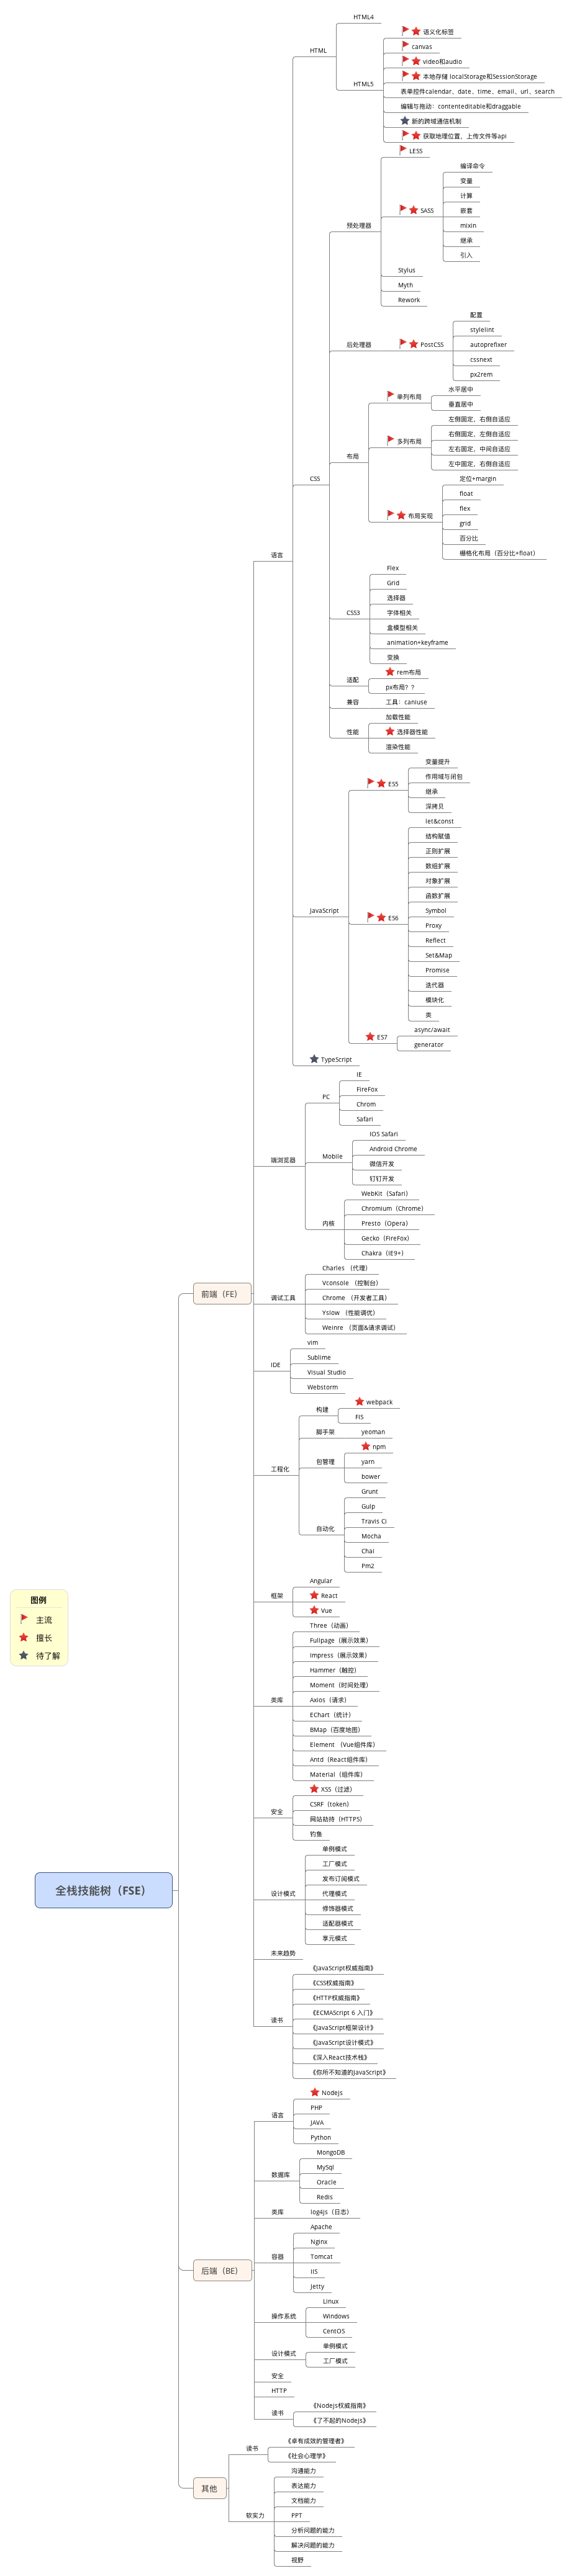 HTML4
语义化标签
canvas
video和audio
本地存储 localStorage和SessionStorage
HTML5
表单控件calendar、date、time、email、url、search
编辑与拖动：contenteditable和draggable
新的跨域通信机制
获取地理位置，上传文件等api
HTML
LESS
编译命令
变量
计算
SASS
嵌套
mixin
继承
引入
预处理器
Stylus
Myth
Rework
配置
stylelint
后处理器
PostCSS
autoprefixer
cssnext
px2rem
单列布局
水平居中
垂直居中
多列布局
左侧固定，右侧自适应
右侧固定，左侧自适应
左右固定，中间自适应
左中固定，右侧自适应
布局
布局实现
定位+margin
float
flex
grid
百分比
栅格化布局（百分比+float）
CSS
CSS3
Flex
Grid
选择器
字体相关
盒模型相关
animation+keyframe
变换
适配
rem布局
px布局？？
兼容
工具：caniuse
性能
加载性能
选择器性能
渲染性能
语言
ES5
变量提升
作用域与闭包
继承
深拷贝
JavaScript
ES6
let&const
结构赋值
正则扩展
数组扩展
对象扩展
函数扩展
Symbol
Proxy
Reflect
Set&Map
Promise
迭代器
模块化
类
ES7
async/await
generator
TypeScript
端浏览器
PC
IE
FireFox
Chrom
Safari
Mobile
IOS Safari
Android Chrome
微信开发
钉钉开发
内核
WebKit（Safari）
Chromium（Chrome）
Presto（Opera）
Gecko（FireFox）
Chakra（IE9+）
前端（FE）
调试工具
Charles （代理）
Vconsole （控制台）
Chrome （开发者工具）
Yslow （性能调优）
Weinre （页面&请求调试）
IDE
vim
Sublime
Visual Studio
Webstorm
工程化
构建
webpack
FIS
脚手架
yeoman
包管理
npm
yarn
bower
自动化
Grunt
Gulp
Travis CI
Mocha
Chai
Pm2
框架
Angular
React
Vue
类库
Three（动画）
Fullpage（展示效果）
Impress（展示效果）
Hammer（触控）
Moment（时间处理）
Axios（请求）
EChart（统计）
BMap（百度地图）
Element （Vue组件库）
Antd（React组件库）
Material（组件库）
安全
XSS（过滤）
CSRF（token）
网站劫持（HTTPS）
钓鱼
设计模式
单例模式
工厂模式
发布订阅模式
代理模式
修饰器模式
适配器模式
享元模式
未来趋势
读书
《JavaScript权威指南》
《CSS权威指南》
《HTTP权威指南》
《ECMAScript 6 入门》
《JavaScript框架设计》
《JavaScript设计模式》
《深入React技术栈》
《你所不知道的JavaScript》
图例
主流
擅长
待了解
全栈技能树（FSE）
后端（BE）
语言
Nodejs
PHP
JAVA
Python
数据库
MongoDB
MySql
Oracle
Redis
类库
log4js（日志）
容器
Apache
Nginx
Tomcat
IIS
Jetty
操作系统
Linux
Windows
CentOS
设计模式
单例模式
工厂模式
安全
HTTP
读书
《Nodejs权威指南》
《了不起的Nodejs》
其他
读书
《卓有成效的管理者》
《社会心理学》
软实力
沟通能力
表达能力
文档能力
PPT
分析问题的能力
解决问题的能力
视野